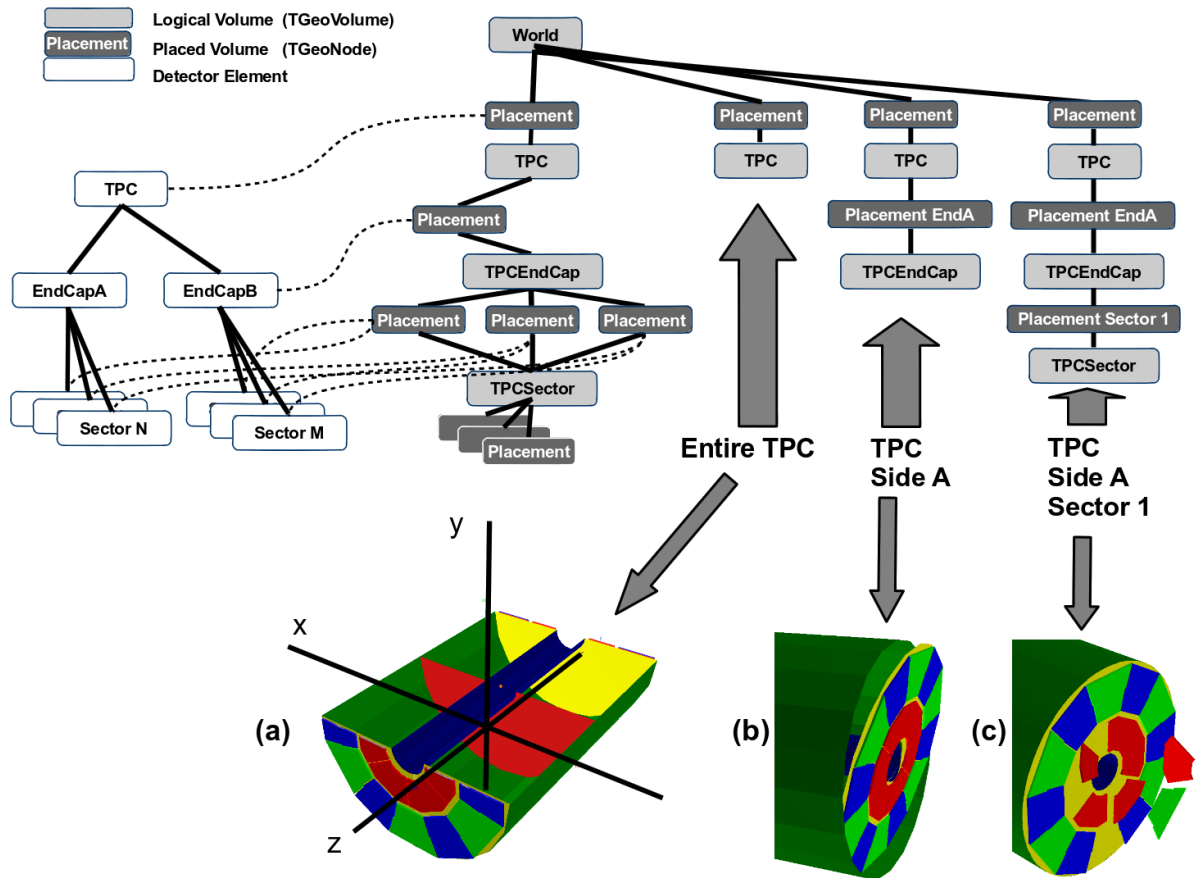 Logical Volume (TGeoVolume)
Placement
Placed Volume (TGeoNode)
Detector Element
World
Placement
Placement
Placement
Placement
TPC
TPC
TPC
TPC
TPC
Placement
Placement EndA
Placement EndA
EndCapA
EndCapB
TPCEndCap
TPCEndCap
TPCEndCap
Placement
Placement
Placement
Placement Sector 1
TPCSector
TPCSector
Sector N
Sector M
Placement
Entire TPC
TPC
Side A
TPC
Side A
Sector 1
y
x
z
(a)
(b)
(c)